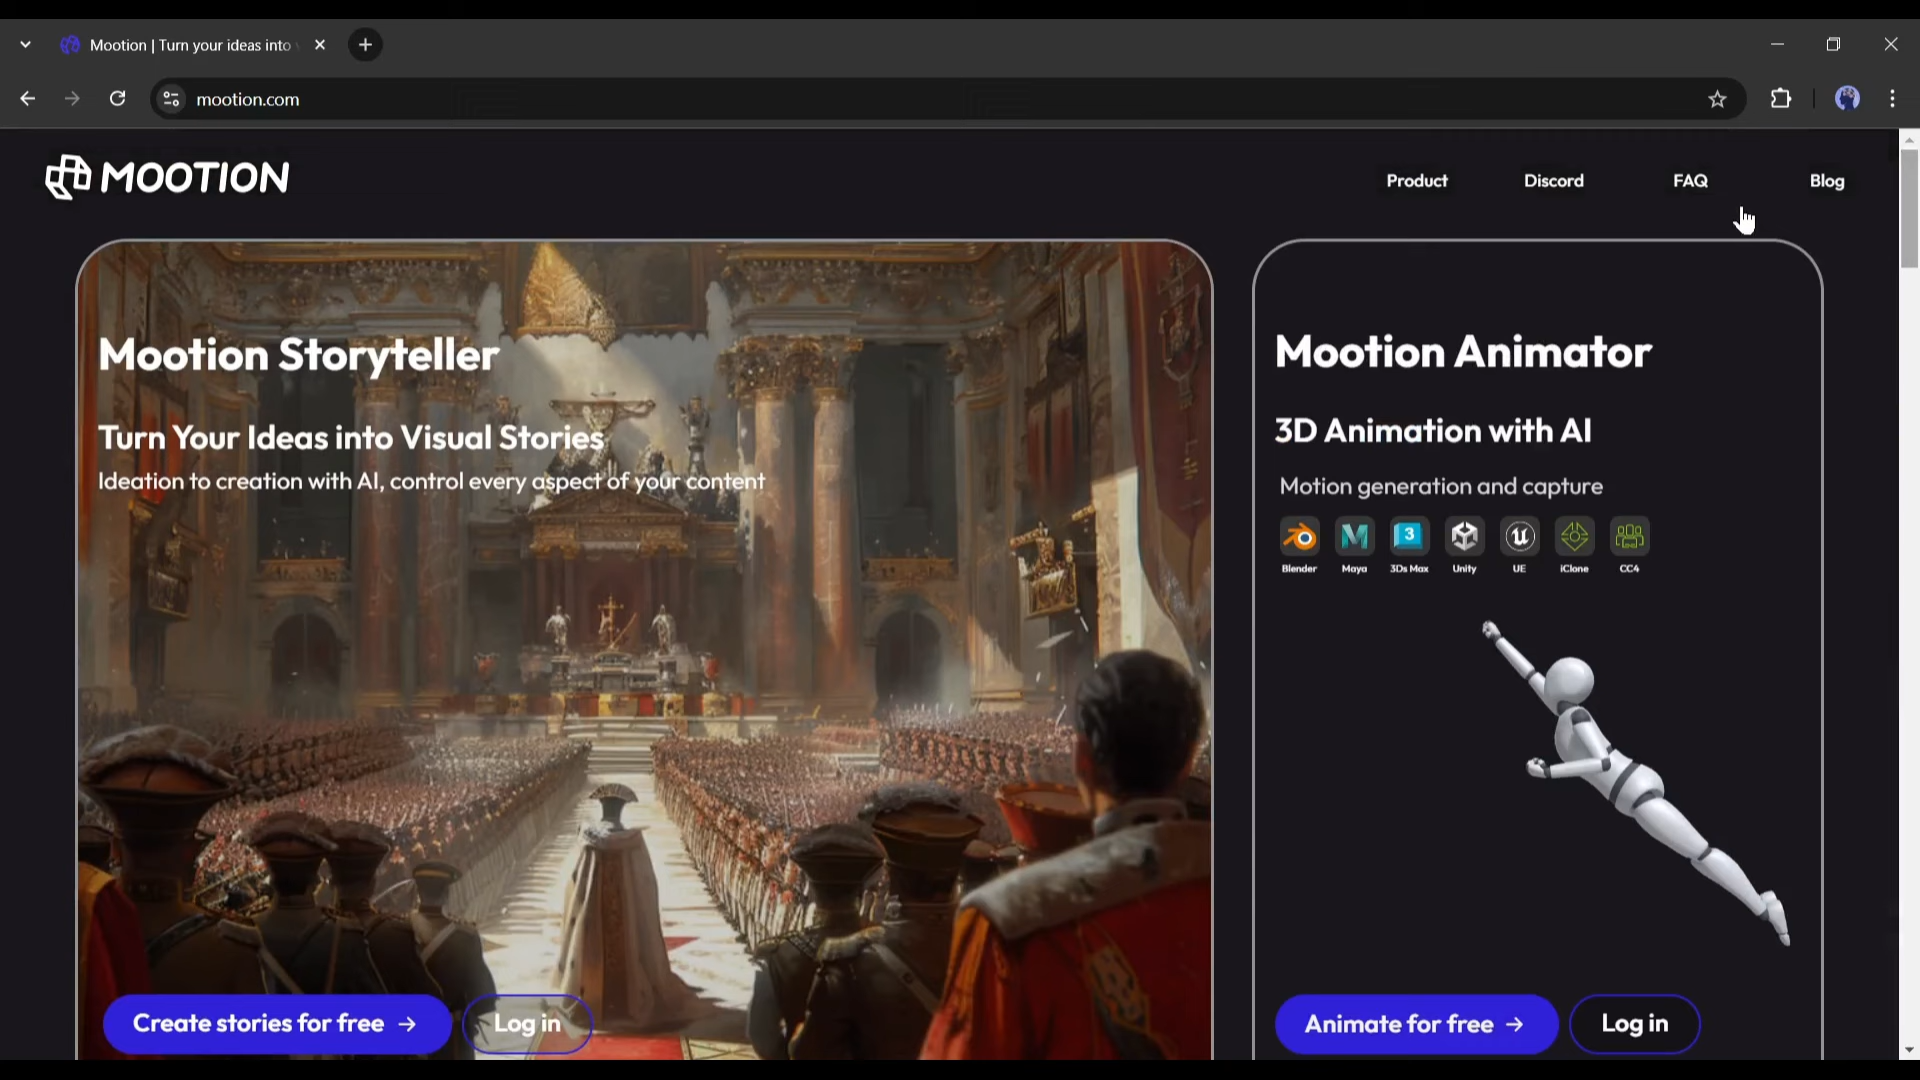 Mootion | Turn your ideas into
mootion.com
MOOTION
Product
Discord
FAQ
Blog
Mootion Storyteller
Turn Your Ideas into Visual Stories
Ideation to creation with AI, control every aspect of your content
Create stories for free →
Log in
Mootion Animator
3D Animation with AI
Motion generation and capture
3
Blender
Maya
3Ds Max
Unity
UE
iClone
CC4
Animate for free →
Log in